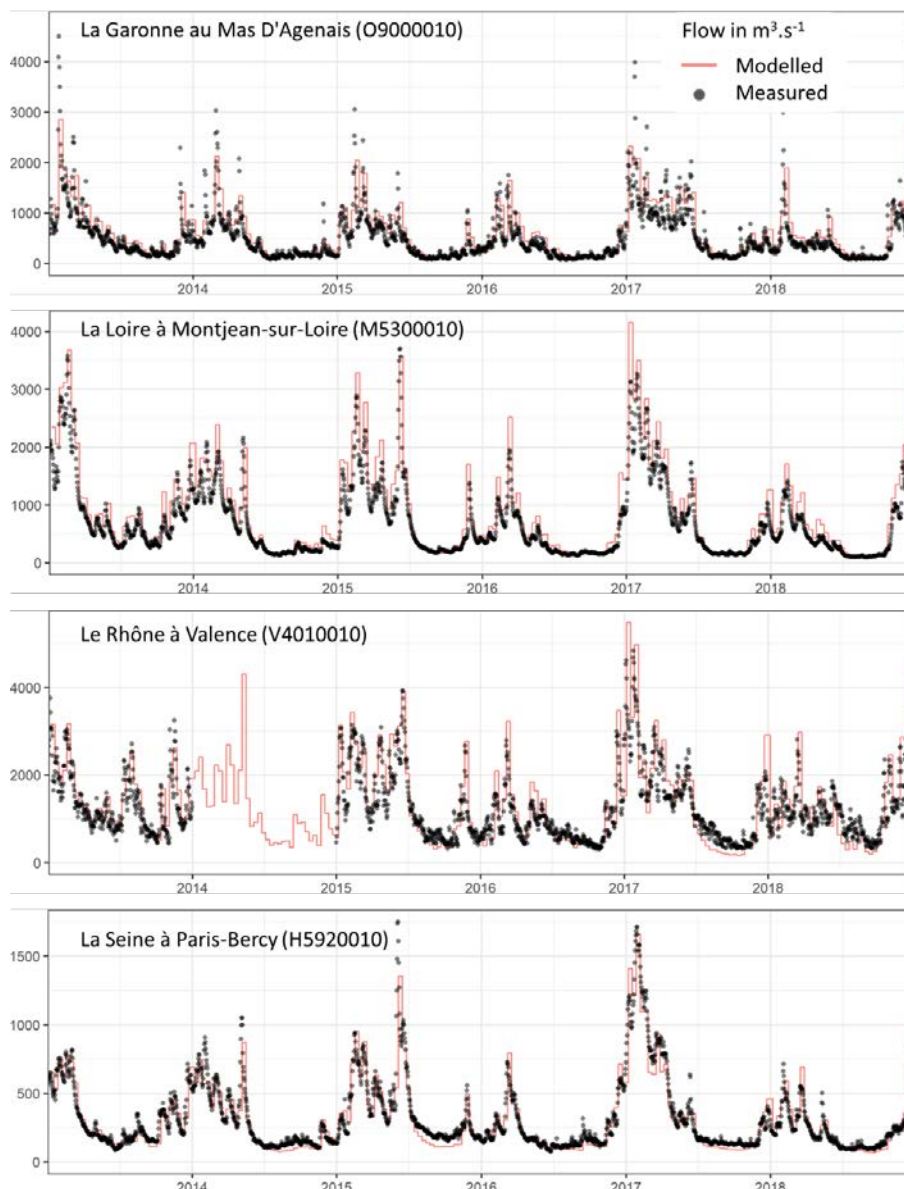 La Garonne au Mas D'Agenais (O9000010)
Flow in m³.s⁻¹
Modelled
Measured
4000
3000
2000
1000
0
2014 2015 2016 2017 2018
La Loire à Montjean-sur-Loire (M5300010)
4000
3000
2000
1000
0
2014 2015 2016 2017 2018
Le Rhône à Valence (V4010010)
4000
2000
0
2014 2015 2016 2017 2018
La Seine à Paris-Bercy (H5920010)
1500
1000
500
0
2014 2015 2016 2017 2018